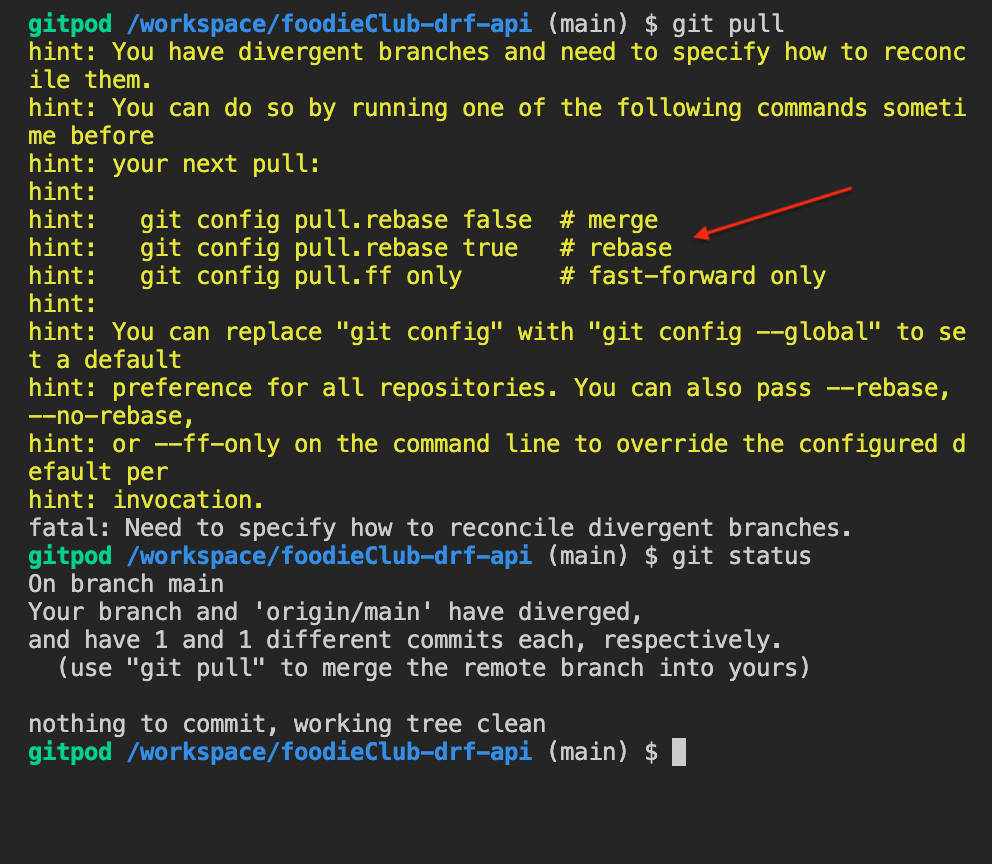 gitpod /workspace/foodieClub-drf-api (main) $ git pull
hint: You have divergent branches and need to specify how to reconc
ile them.
hint: You can do so by running one of the following commands someti
me before
hint: your next pull:
hint:
hint:   git config pull.rebase false  # merge
hint:   git config pull.rebase true   # rebase
hint:   git config pull.ff only       # fast-forward only
hint:
hint: You can replace "git config" with "git config --global" to se
t a default
hint: preference for all repositories. You can also pass --rebase,
--no-rebase,
hint: or --ff-only on the command line to override the configured d
efault per
hint: invocation.
fatal: Need to specify how to reconcile divergent branches.
gitpod /workspace/foodieClub-drf-api (main) $ git status
On branch main
Your branch and 'origin/main' have diverged,
and have 1 and 1 different commits each, respectively.
  (use "git pull" to merge the remote branch into yours)

nothing to commit, working tree clean
gitpod /workspace/foodieClub-drf-api (main) $